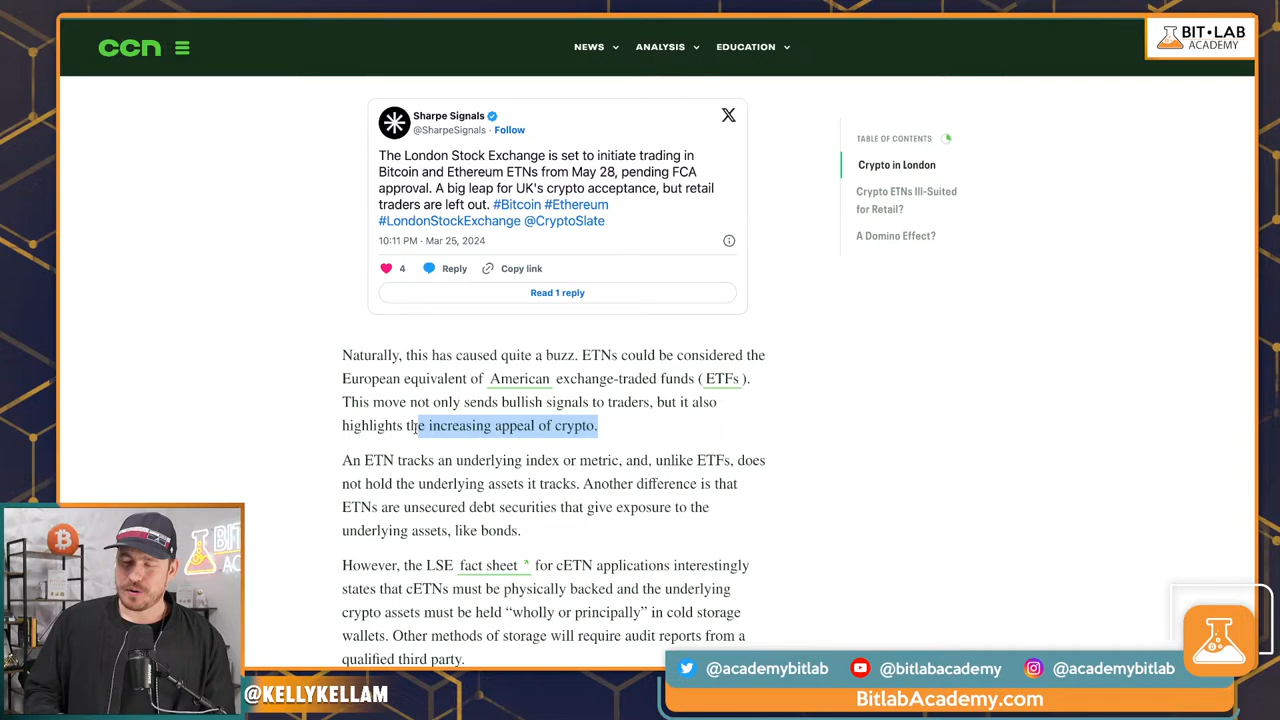 ccn
NEWS
ANALYSIS
EDUCATION
BIT•LAB
ACADEMY
Sharpe Signals
@SharpeSignals · Follow
The London Stock Exchange is set to initiate trading in
Bitcoin and Ethereum ETNs from May 28, pending FCA
approval. A big leap for UK's crypto acceptance, but retail
traders are left out. #Bitcoin #Ethereum
#LondonStockExchange @CryptoSlate
10:11 PM · Mar 25, 2024
4 Reply Copy link
Read 1 reply
TABLE OF CONTENTS
Crypto in London
Crypto ETNs Ill-Suited
for Retail?
A Domino Effect?
Naturally, this has caused quite a buzz. ETNs could be considered the
European equivalent of American exchange-traded funds ( ETFs ).
This move not only sends bullish signals to traders, but it also
highlights the increasing appeal of crypto.
An ETN tracks an underlying index or metric, and, unlike ETFs, does
not hold the underlying assets it tracks. Another difference is that
ETNs are unsecured debt securities that give exposure to the
underlying assets, like bonds.
However, the LSE fact sheet for cETN applications interestingly
states that cETNs must be physically backed and the underlying
crypto assets must be held “wholly or principally” in cold storage
wallets. Other methods of storage will require audit reports from a
qualified third party.
@KELLYKELLAM
@academybitlab
@bitlabacademy
@academybitlab
BitlabAcademy.com